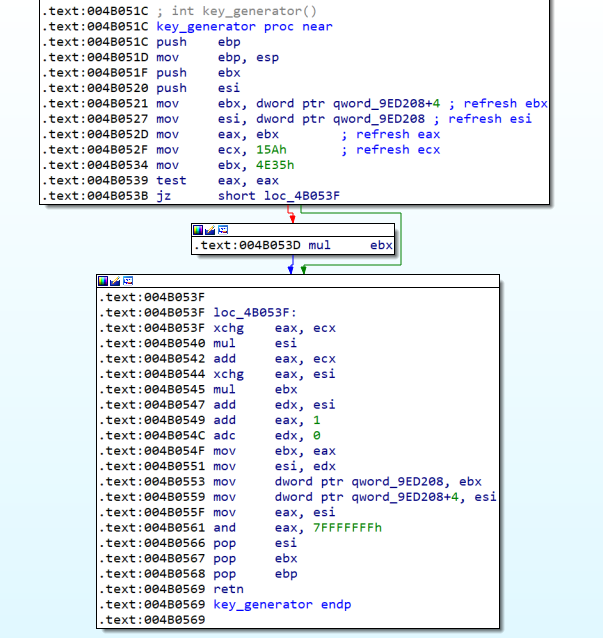 .text:004B051C ; int key_generator()
.text:004B051C key_generator proc near
.text:004B051C push ebp
.text:004B051D mov ebp, esp
.text:004B051F push ebx
.text:004B0520 push esi
.text:004B0521 mov ebx, dword ptr qword_9ED208+4 ; refresh ebx
.text:004B0527 mov esi, dword ptr qword_9ED208 ; refresh esi
.text:004B052D mov eax, ebx ; refresh eax
.text:004B052F mov ecx, 15Ah ; refresh ecx
.text:004B0534 mov ebx, 4E35h
.text:004B0539 test eax, eax
.text:004B053B jz short loc_4B053F
.text:004B053D mul ebx
.text:004B053F
.text:004B053F loc_4B053F:
.text:004B053F xchg eax, ecx
.text:004B0540 mul esi
.text:004B0542 add eax, ecx
.text:004B0544 xchg eax, esi
.text:004B0545 mul ebx
.text:004B0547 add edx, esi
.text:004B0549 add eax, 1
.text:004B054C adc edx, 0
.text:004B054F mov ebx, eax
.text:004B0551 mov esi, edx
.text:004B0553 mov dword ptr qword_9ED208, ebx
.text:004B0559 mov dword ptr qword_9ED208+4, esi
.text:004B055F mov eax, esi
.text:004B0561 and eax, 7FFFFFFFh
.text:004B0566 pop esi
.text:004B0567 pop ebx
.text:004B0568 pop ebp
.text:004B0569 retn
.text:004B0569 key_generator endp
.text:004B0569